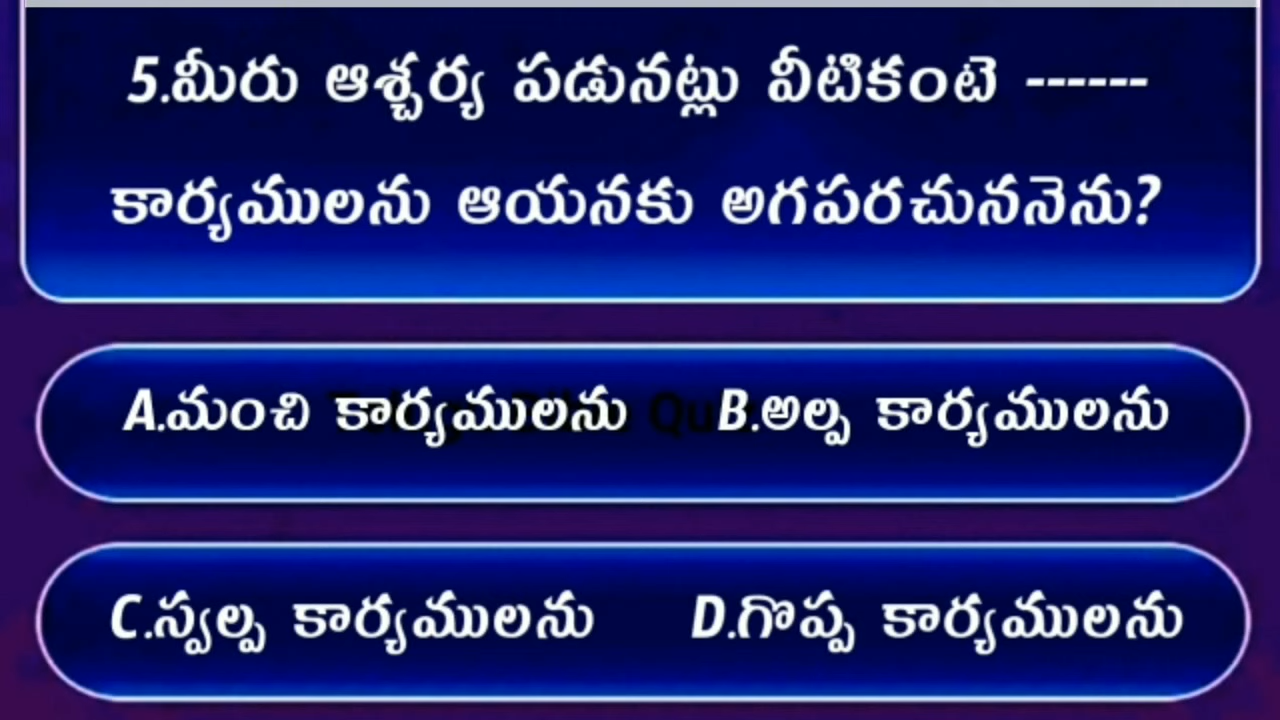 5.మీరు ఆశ్చర్య పడునట్లు వీటికంటె ------
కార్యములను ఆయనకు అగపరచుననెను?
A.మంచి కార్యములను B.అల్ప కార్యములను
C.స్వల్ప కార్యములను D.గొప్ప కార్యములను